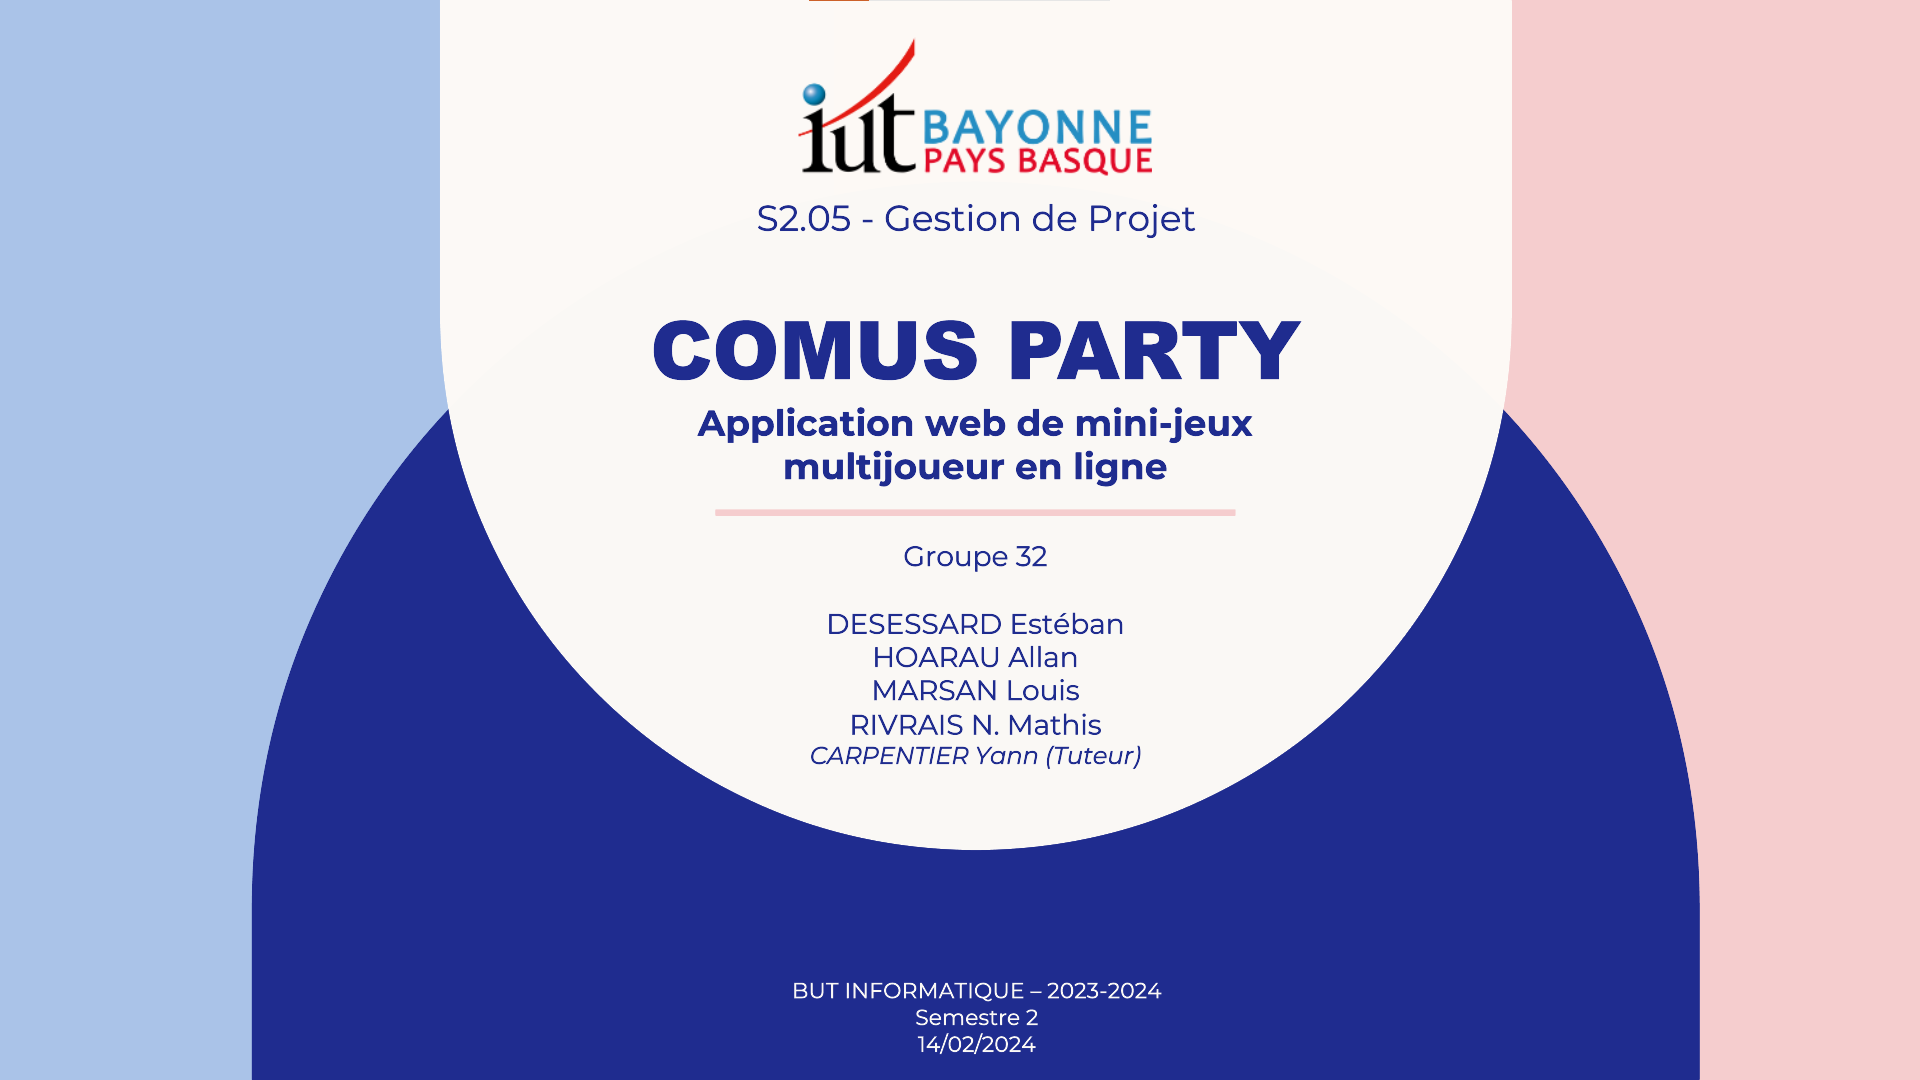 iut BAYONNE
PAYS BASQUE
S2.05 - Gestion de Projet
COMUS PARTY
Application web de mini-jeux
multijoueur en ligne
Groupe 32
DESESSARD Estéban
HOARAU Allan
MARSAN Louis
RIVRAIS N. Mathis
CARPENTIER Yann (Tuteur)
BUT INFORMATIQUE – 2023-2024
Semestre 2
14/02/2024